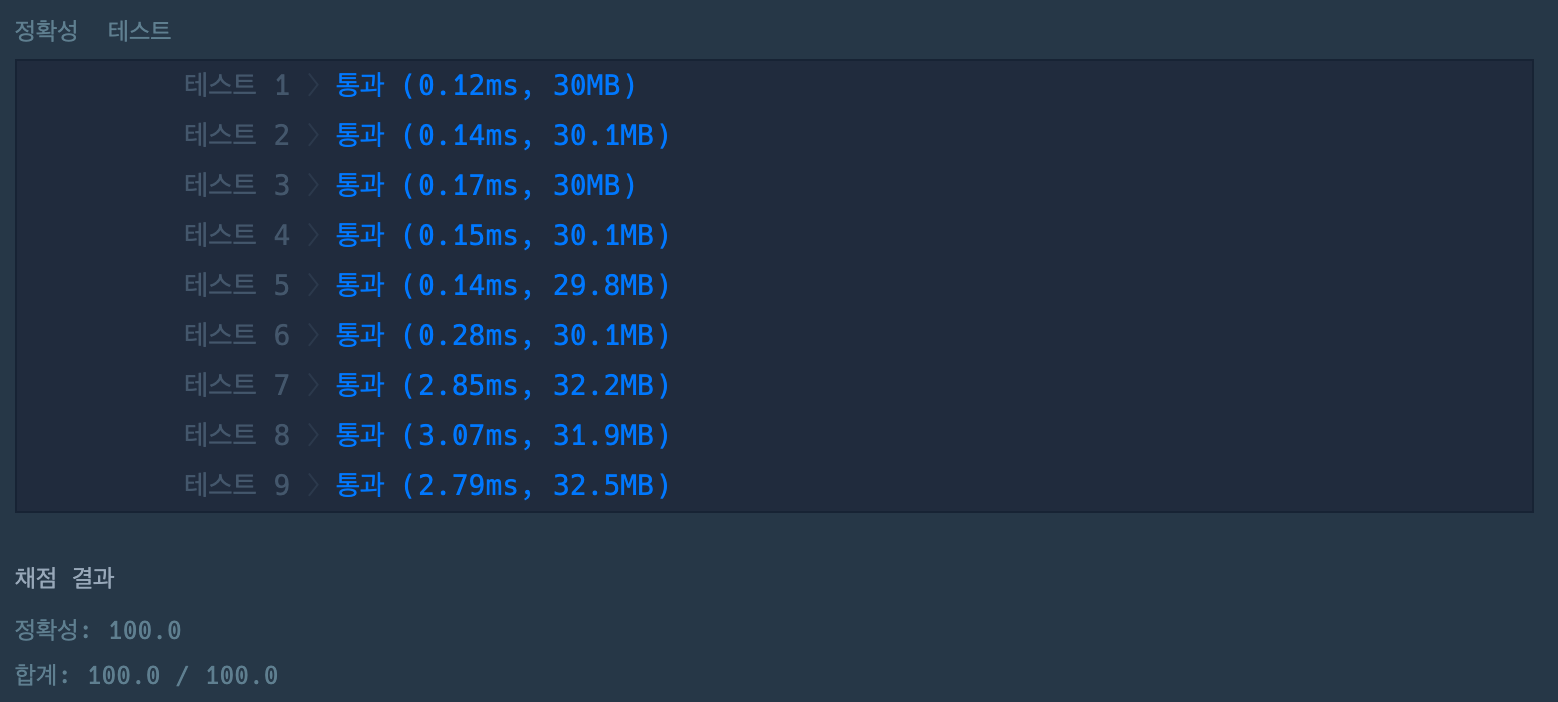 정확성  테스트
테스트 1 〉 통과 (0.12ms, 30MB)
테스트 2 〉 통과 (0.14ms, 30.1MB)
테스트 3 〉 통과 (0.17ms, 30MB)
테스트 4 〉 통과 (0.15ms, 30.1MB)
테스트 5 〉 통과 (0.14ms, 29.8MB)
테스트 6 〉 통과 (0.28ms, 30.1MB)
테스트 7 〉 통과 (2.85ms, 32.2MB)
테스트 8 〉 통과 (3.07ms, 31.9MB)
테스트 9 〉 통과 (2.79ms, 32.5MB)
채점 결과
정확성: 100.0
합계: 100.0 / 100.0